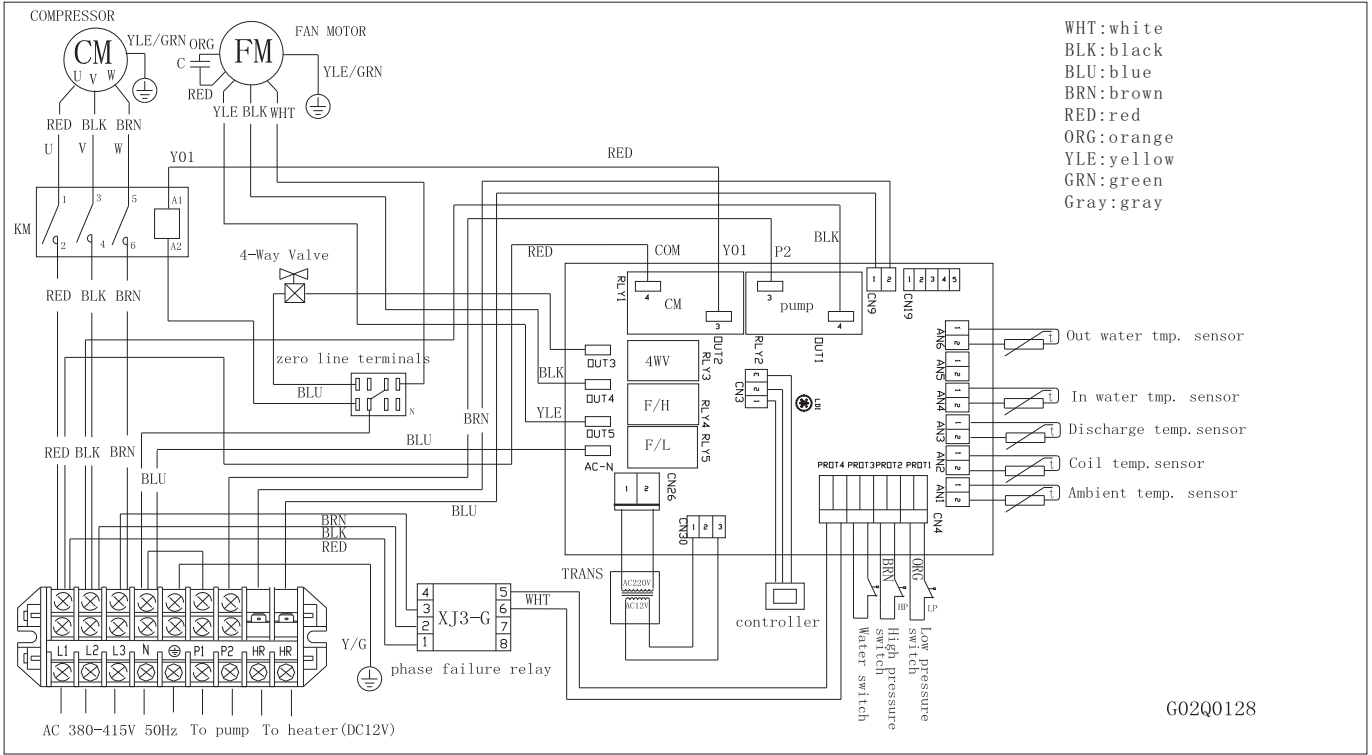 COMPRESSOR
FAN MOTOR
YLE/GRN
ORG
CM
FM
C
U V W
YLE/GRN
RED
YLE BLK WHT
RED BLK BRN
U V W
Y01
RED
WHT:white
BLK:black
BLU:blue
BRN:brown
RED:red
ORG:orange
YLE:yellow
GRN:green
Gray:gray
KM
1 3 5 A1
2 4 6 A2
4-Way Valve
RED
COM
Y01
P2
BLK
RED BLK BRN
RLY1
4
CM
3
OUT2
3
pump
4
OUT1
RLY2
1 2
CN9
1 2 3 4 5
CN19
zero line terminals
BLU
N
OUT3
4WV
RLY3
BLK
OUT4
F/H
RLY4
YLE
OUT5
F/L
RLY5
AC-N
3
2
1
CN3
LD1
1
2
AN6
Out water tmp. sensor
t
1
2
AN5
1
2
AN4
In water tmp. sensor
t
1
2
AN3
Discharge temp.sensor
t
1
2
AN2
Coil temp.sensor
t
1
2
AN1
Ambient temp. sensor
t
CN4
BRN
BLU
RED BLK BRN
BLU
BLU
1 2
CN26
CN30
1 2 3
PROT4 PROT3 PROT2 PROT1
BRN
BLK
RED
TRANS
AC220V
AC12V
controller
BRN
HP
ORG
LP
Water switch
High pressure
switch
Low pressure
switch
4 5
3 6
2 7
1 8
XJ3-G
WHT
phase failure relay
Y/G
L1 L2 L3 N P1 P2 HR HR
AC 380-415V 50Hz To pump To heater(DC12V)
G02Q0128